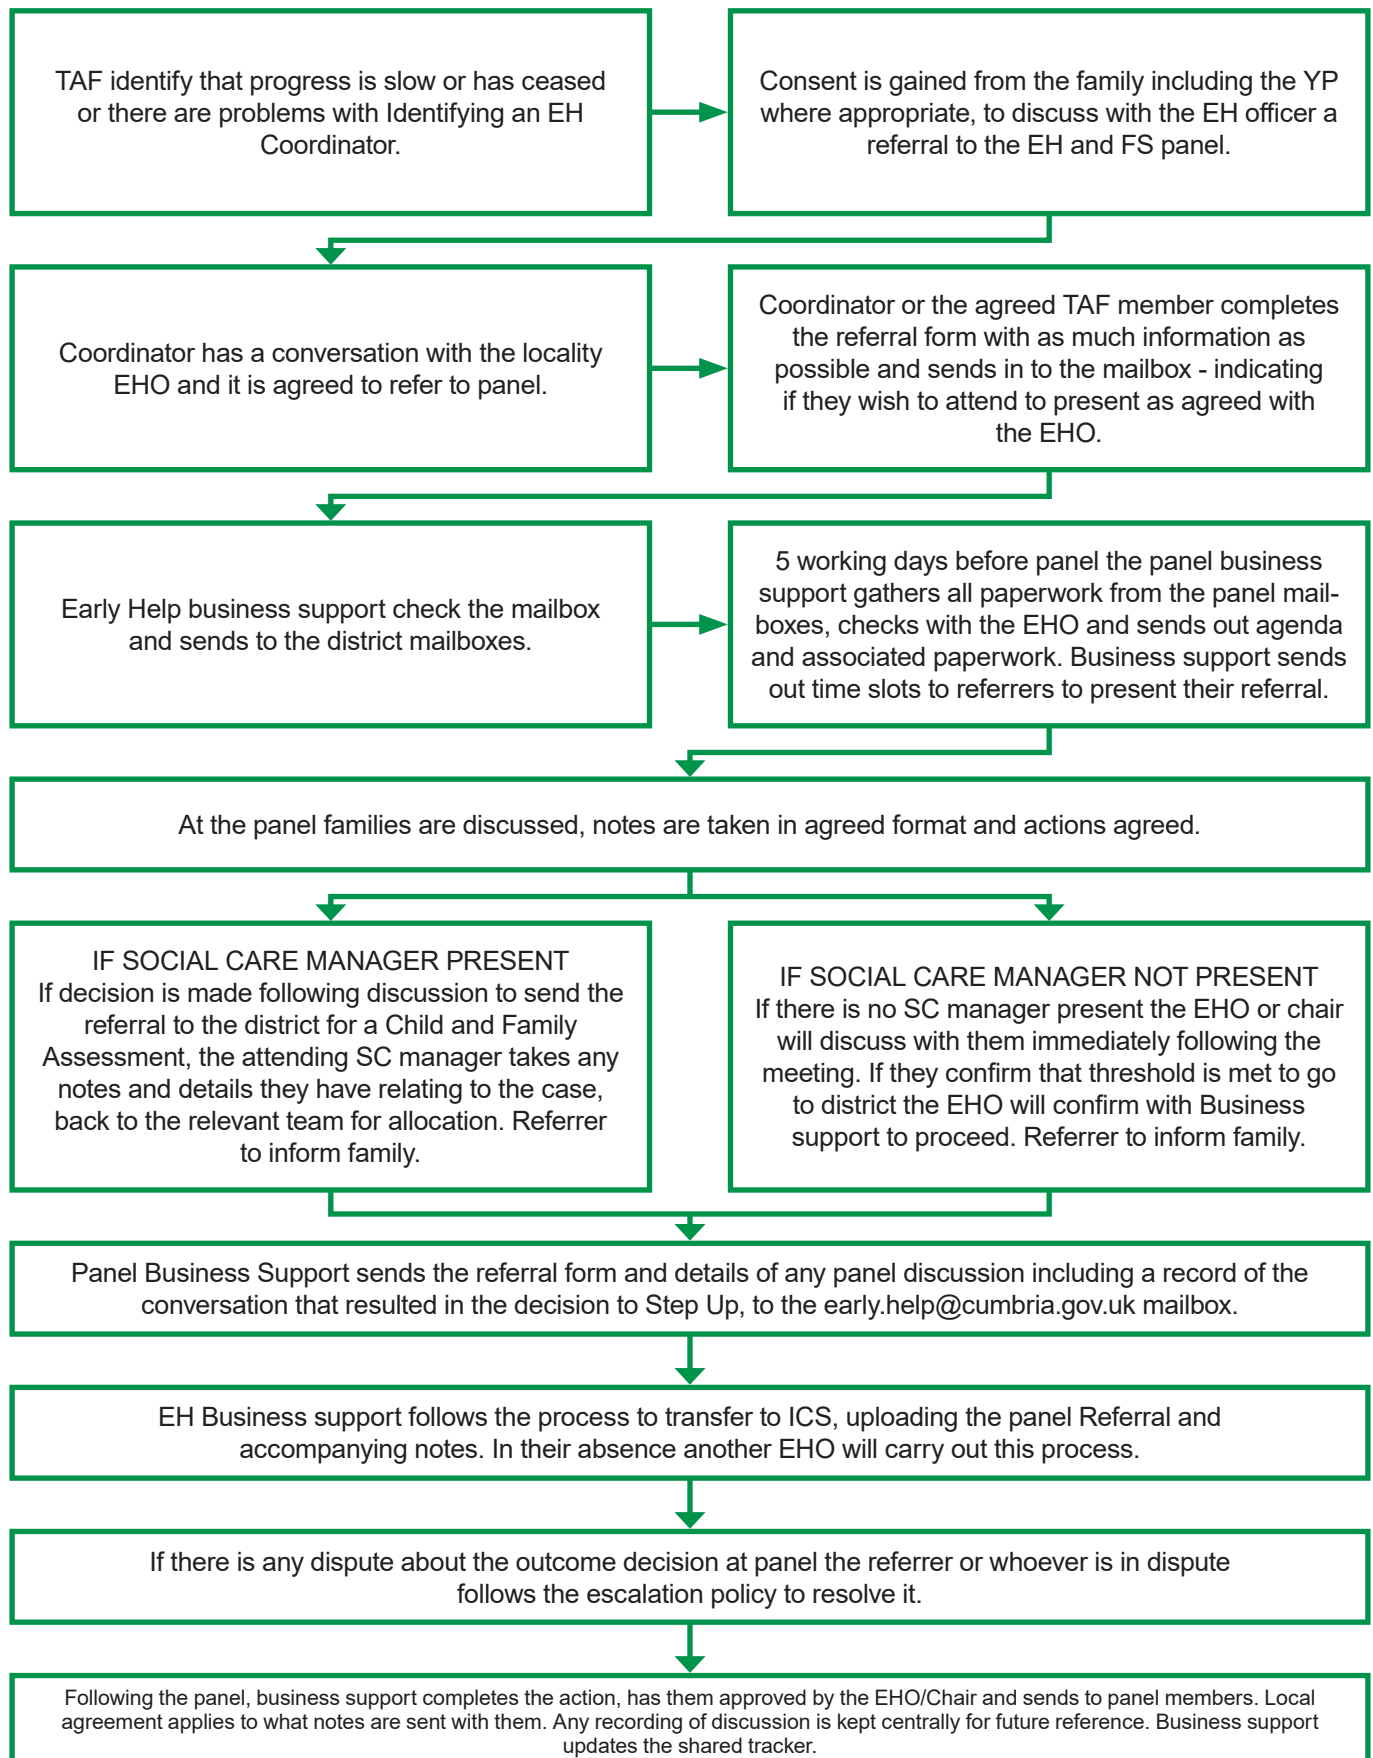 TAF identify that progress is slow or has ceased
or there are problems with Identifying an EH
Coordinator.
Consent is gained from the family including the YP
where appropriate, to discuss with the EH officer a
referral to the EH and FS panel.
Coordinator has a conversation with the locality
EHO and it is agreed to refer to panel.
Coordinator or the agreed TAF member completes
the referral form with as much information as
possible and sends in to the mailbox - indicating
if they wish to attend to present as agreed with
the EHO.
Early Help business support check the mailbox
and sends to the district mailboxes.
5 working days before panel the panel business
support gathers all paperwork from the panel mail-
boxes, checks with the EHO and sends out agenda
and associated paperwork. Business support sends
out time slots to referrers to present their referral.
At the panel families are discussed, notes are taken in agreed format and actions agreed.
IF SOCIAL CARE MANAGER PRESENT
If decision is made following discussion to send the
referral to the district for a Child and Family
Assessment, the attending SC manager takes any
notes and details they have relating to the case,
back to the relevant team for allocation. Referrer
to inform family.
IF SOCIAL CARE MANAGER NOT PRESENT
If there is no SC manager present the EHO or chair
will discuss with them immediately following the
meeting. If they confirm that threshold is met to go
to district the EHO will confirm with Business
support to proceed. Referrer to inform family.
Panel Business Support sends the referral form and details of any panel discussion including a record of the
conversation that resulted in the decision to Step Up, to the early.help@cumbria.gov.uk mailbox.
EH Business support follows the process to transfer to ICS, uploading the panel Referral and
accompanying notes. In their absence another EHO will carry out this process.
If there is any dispute about the outcome decision at panel the referrer or whoever is in dispute
follows the escalation policy to resolve it.
Following the panel, business support completes the action, has them approved by the EHO/Chair and sends to panel members. Local
agreement applies to what notes are sent with them. Any recording of discussion is kept centrally for future reference. Business support
updates the shared tracker.